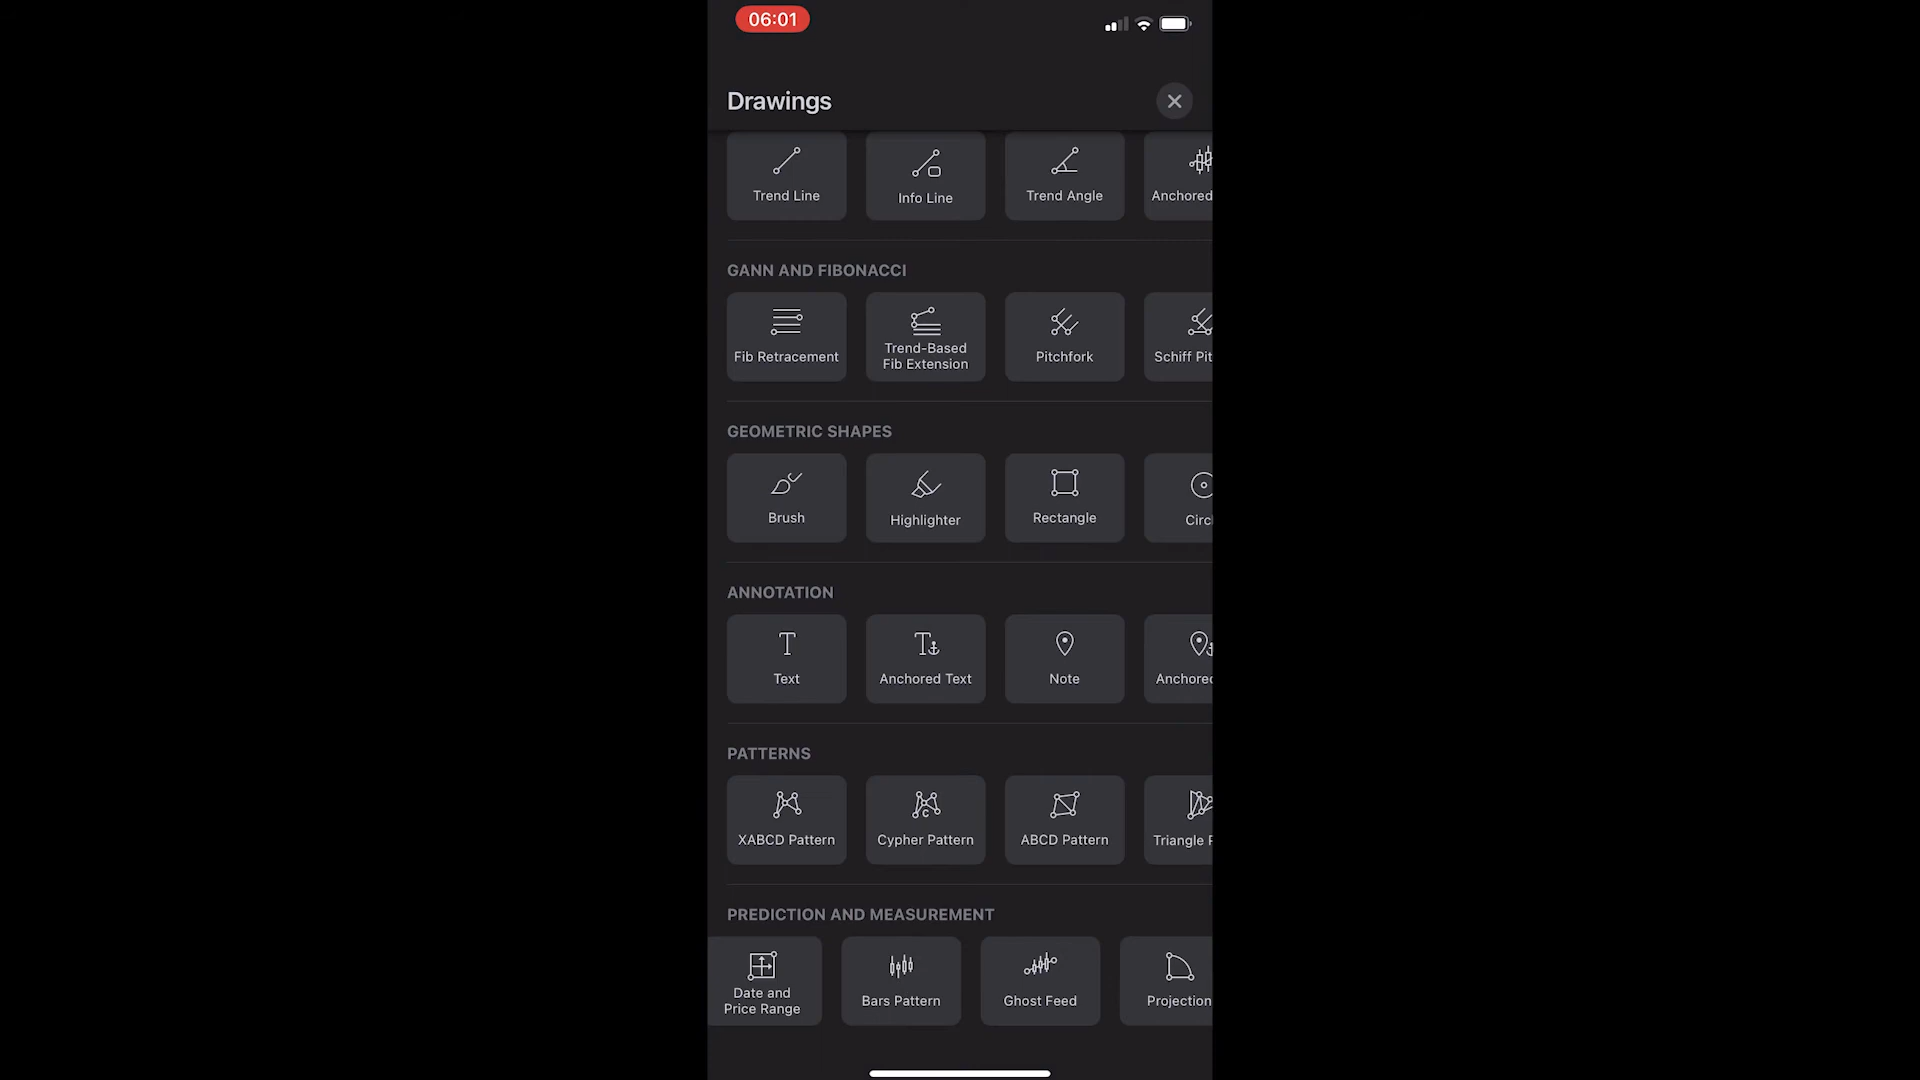 06:01
Drawings
Trend Line
Info Line
Trend Angle
Anchored
GANN AND FIBONACCI
Fib Retracement
Trend-Based
Fib Extension
Pitchfork
Schiff Pit
GEOMETRIC SHAPES
Brush
Highlighter
Rectangle
Circ
ANNOTATION
Text
Anchored Text
Note
Anchored
PATTERNS
XABCD Pattern
Cypher Pattern
ABCD Pattern
Triangle P
PREDICTION AND MEASUREMENT
Date and
Price Range
Bars Pattern
Ghost Feed
Projection